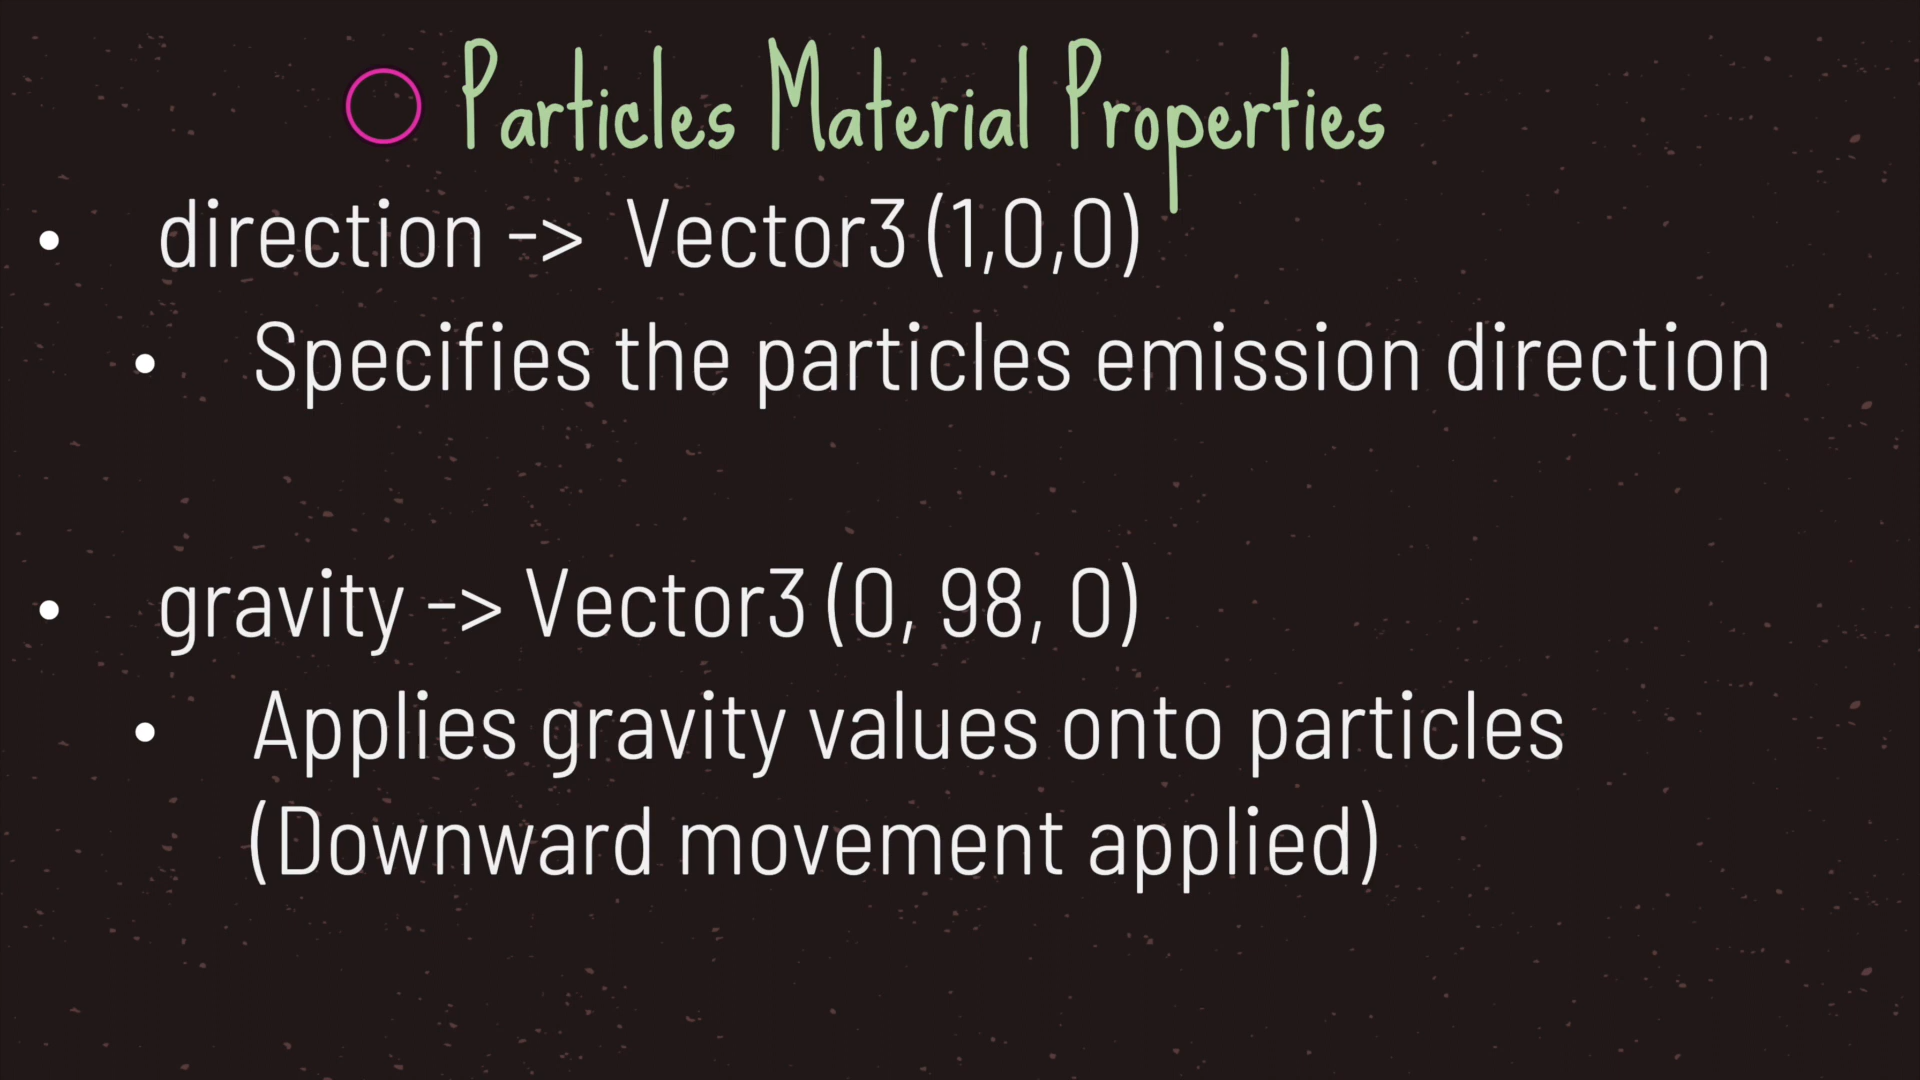 Particles Material Properties
• direction -> Vector3 (1,0,0)
• Specifies the particles emission direction
• gravity -> Vector3 (0, 98, 0)
• Applies gravity values onto particles
(Downward movement applied)